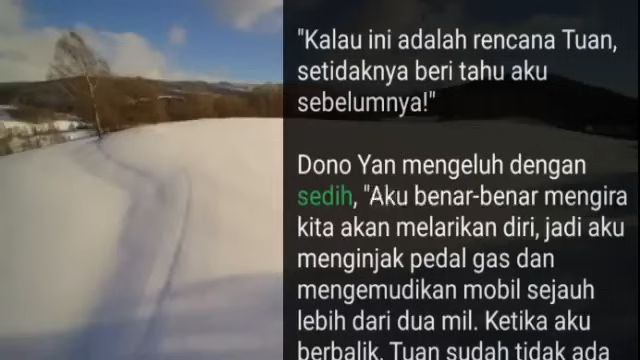 "Kalau ini adalah rencana Tuan,
setidaknya beri tahu aku
sebelumnya!"
Dono Yan mengeluh dengan
sedih, "Aku benar-benar mengira
kita akan melarikan diri, jadi aku
menginjak pedal gas dan
mengemudikan mobil sejauh
lebih dari dua mil. Ketika aku
berbalik, Tuan sudah tidak ada